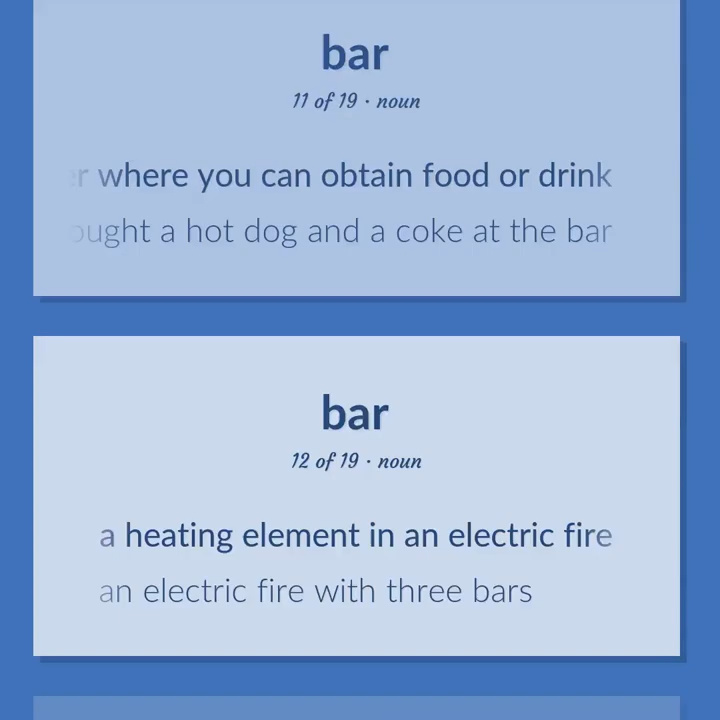 bar
11 of 19 · noun
where you can obtain food or drink
a hot dog and a coke at the bar
bar
12 of 19 · noun
a heating element in an electric fire
an electric fire with three bars